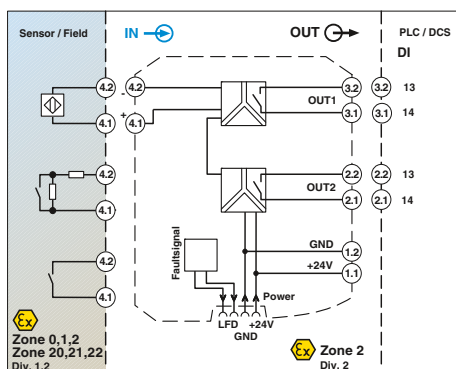 Sensor / Field
IN
OUT
PLC / DCS
DI
4.2
4.1
-
+
4.2
4.1
OUT1
3.2
3.1
3.2
3.1
13
14
4.2
4.1
OUT2
2.2
2.1
2.2
2.1
13
14
Faultsignal
GND
+24V
1.2
1.1
4.2
4.1
Power
LFD
+24V
GND
Ex
Zone 0,1,2
Zone 20,21,22
Div. 1,2
Ex
Zone 2
Div. 2